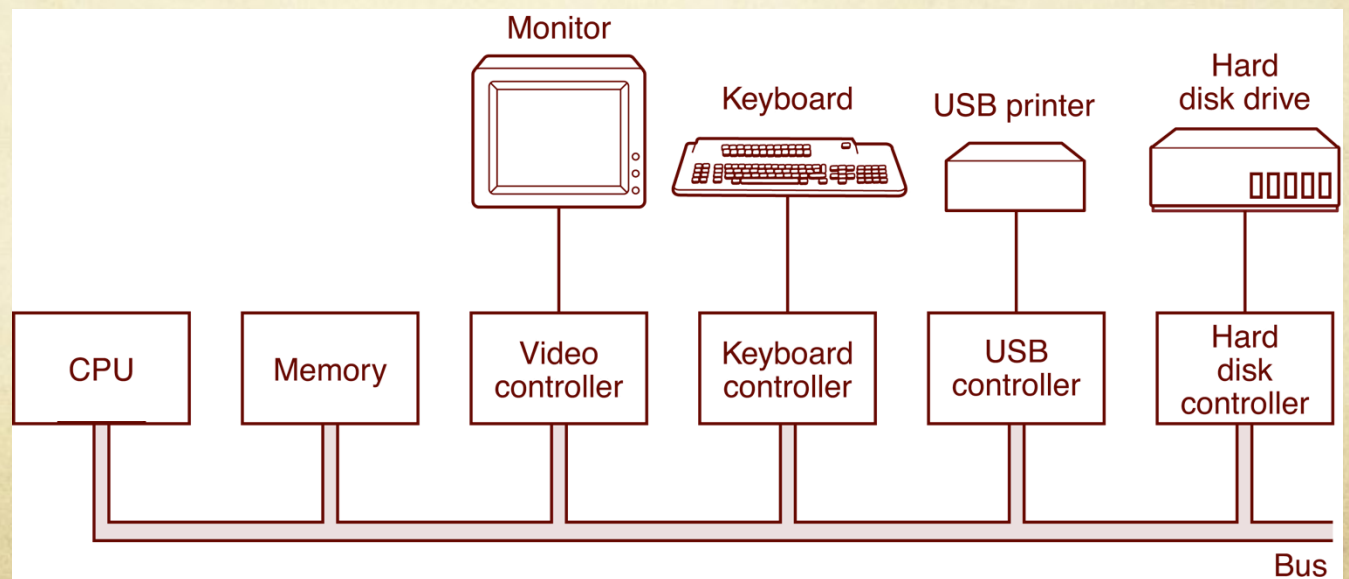 Monitor
Keyboard
USB printer
Hard
disk drive
CPU
Memory
Video
controller
Keyboard
controller
USB
controller
Hard
disk
controller
Bus